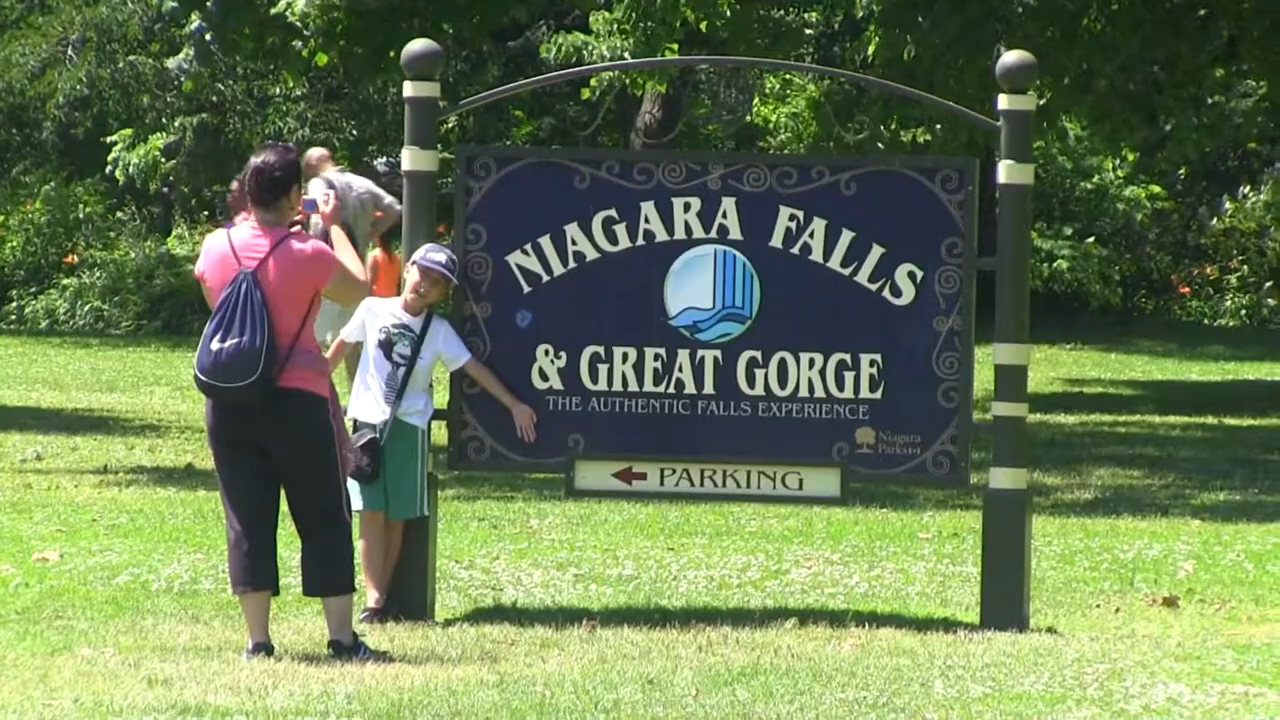 NIAGARA FALLS
& GREAT GORGE
THE AUTHENTIC FALLS EXPERIENCE
Niagara
Parks
PARKING